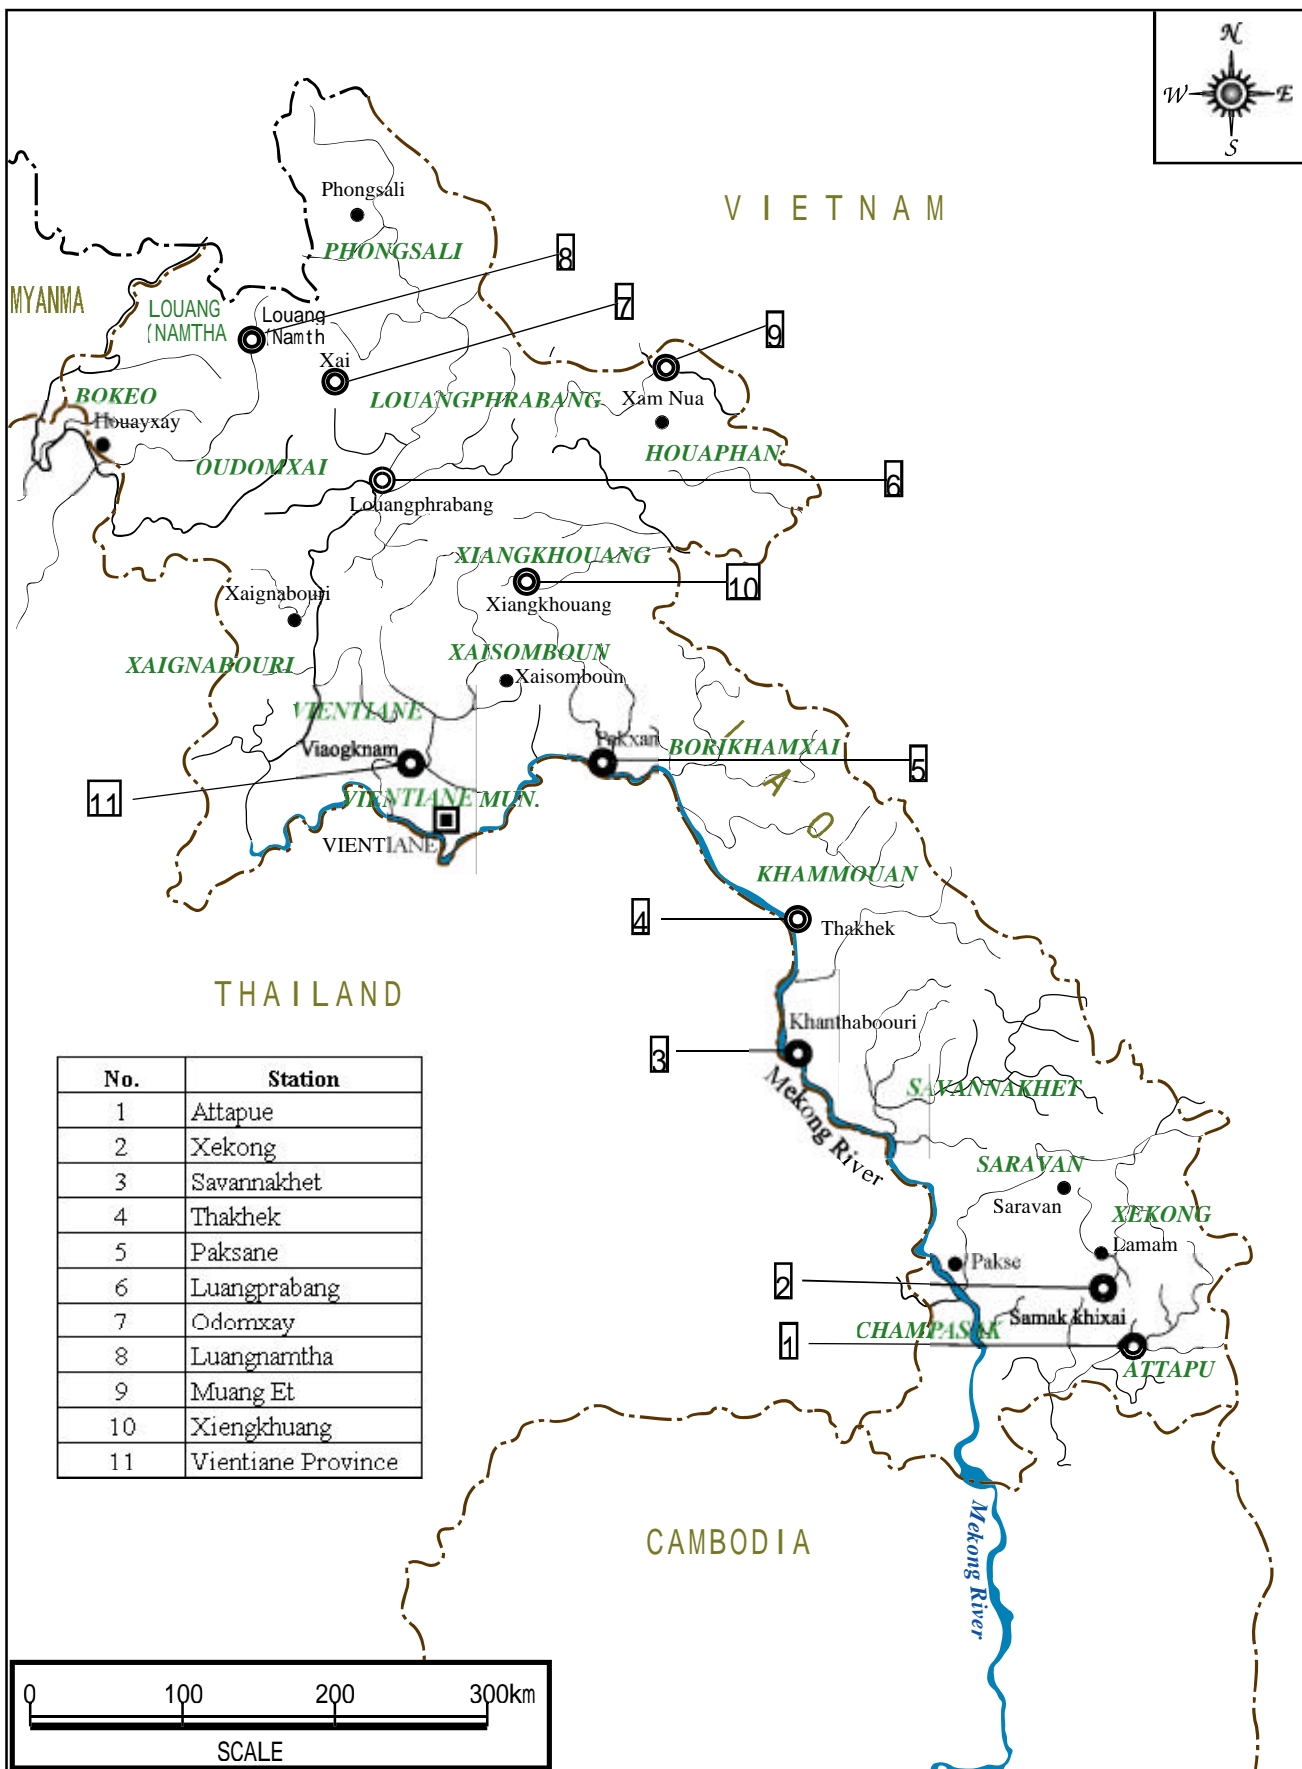 N
W E
S
VIETNAM
Phongsali
PHONGSALI
8
MYANMA
LOUANG
(NAMTHA
Louang
(Namth
7
9
Xai
BOKEO
Houayxay
LOUANGPHRABANG
Xam Nua
OUDOMXAI
HOUAPHAN
6
Louangphrabang
XIANGKHOUANG
10
Xaignabouri
Xiangkhouang
XAIGNABOURI
XAISOMBOUN
Xaisomboun
VIENTIANE
Viaogknam
Pakxan
BORIKHAMXAI
5
11
VIENTIANE MUN.
VIENTIANE
LAO
KHAMMOUAN
4
Thakhek
THAILAND
Khanthaboouri
3
Mekong River
SAVANNAKHET
No. Station
1 Attapue
2 Xekong
3 Savannakhet
4 Thakhek
5 Paksane
6 Luangprabang
7 Odomxay
8 Luangnamtha
9 Muang Et
10 Xiengkhuang
11 Vientiane Province
SARAVAN
Saravan
XEKONG
Lamam
Pakse
2
Samak khixai
1
CHAMPASAK
ATTAPU
CAMBODIA
Mekong River
0 100 200 300km
SCALE